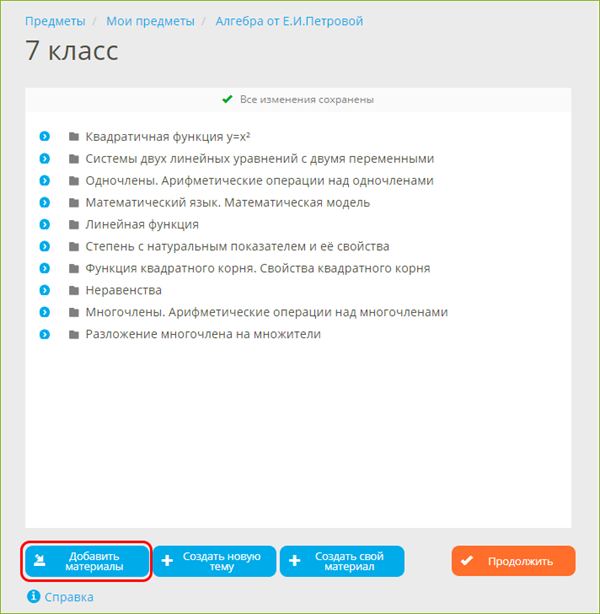 Предметы / Мои предметы / Алгебра от Е.И.Петровой
7 класс
Все изменения сохранены
Квадратичная функция y=x²
Системы двух линейных уравнений с двумя переменными
Одночлены. Арифметические операции над одночленами
Математический язык. Математическая модель
Линейная функция
Степень с натуральным показателем и её свойства
Функция квадратного корня. Свойства квадратного корня
Неравенства
Многочлены. Арифметические операции над многочленами
Разложение многочлена на множители
Добавить
материалы
Создать новую
тему
Создать свой
материал
Продолжить
Справка